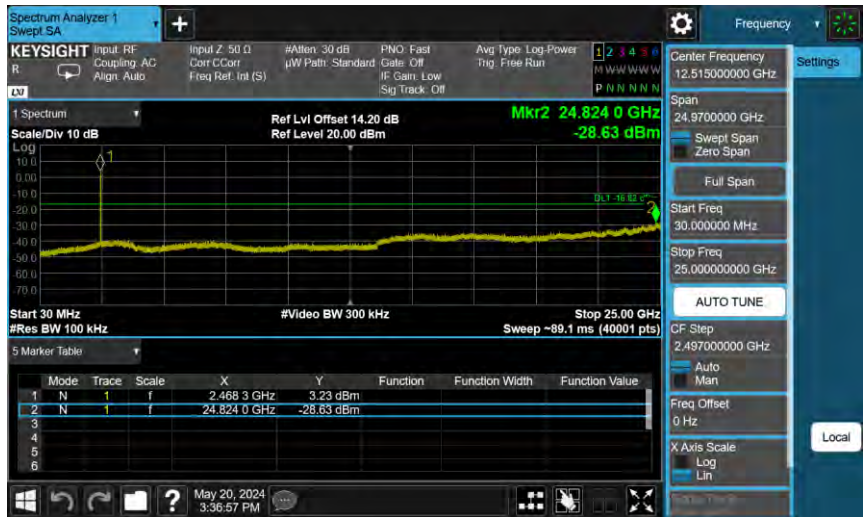 Spectrum Analyzer 1
Swept SA
+
Frequency
KEYSIGHT
R
LXI
Input: RF
Coupling: AC
Align: Auto
Input Z: 50 Ω
Corr CCorr
Freq Ref: Int (S)
#Atten: 30 dB
µW Path: Standard
PNO: Fast
Gate: Off
IF Gain: Low
Sig Track: Off
Avg Type: Log-Power
Trig: Free Run
1 2 3 4 5 6
M W W W W W
P N N N N N
1 Spectrum
Scale/Div 10 dB
Ref Lvl Offset 14.20 dB
Ref Level 20.00 dBm
Mkr2 24.824 0 GHz
-28.63 dBm
Log
10.0
0.00
-10.0
-20.0
-30.0
-40.0
-50.0
-60.0
-70.0
1
2
Start 30 MHz
#Res BW 100 kHz
#Video BW 300 kHz
Stop 25.00 GHz
Sweep ~89.1 ms (40001 pts)
5 Marker Table
Mode Trace Scale X Y Function Function Width Function Value
1 N 1 f 2.468 3 GHz 3.23 dBm
2 N 1 f 24.824 0 GHz -28.63 dBm
3
4
5
6
May 20, 2024
3:36:57 PM
?
Center Frequency
12.515000000 GHz
Span
24.9700000 GHz
Swept Span
Zero Span
Full Span
Start Freq
30.000000 MHz
Stop Freq
25.000000000 GHz
AUTO TUNE
CF Step
2.497000000 GHz
Auto
Man
Freq Offset
0 Hz
X Axis Scale
Log
Lin
Settings
Local